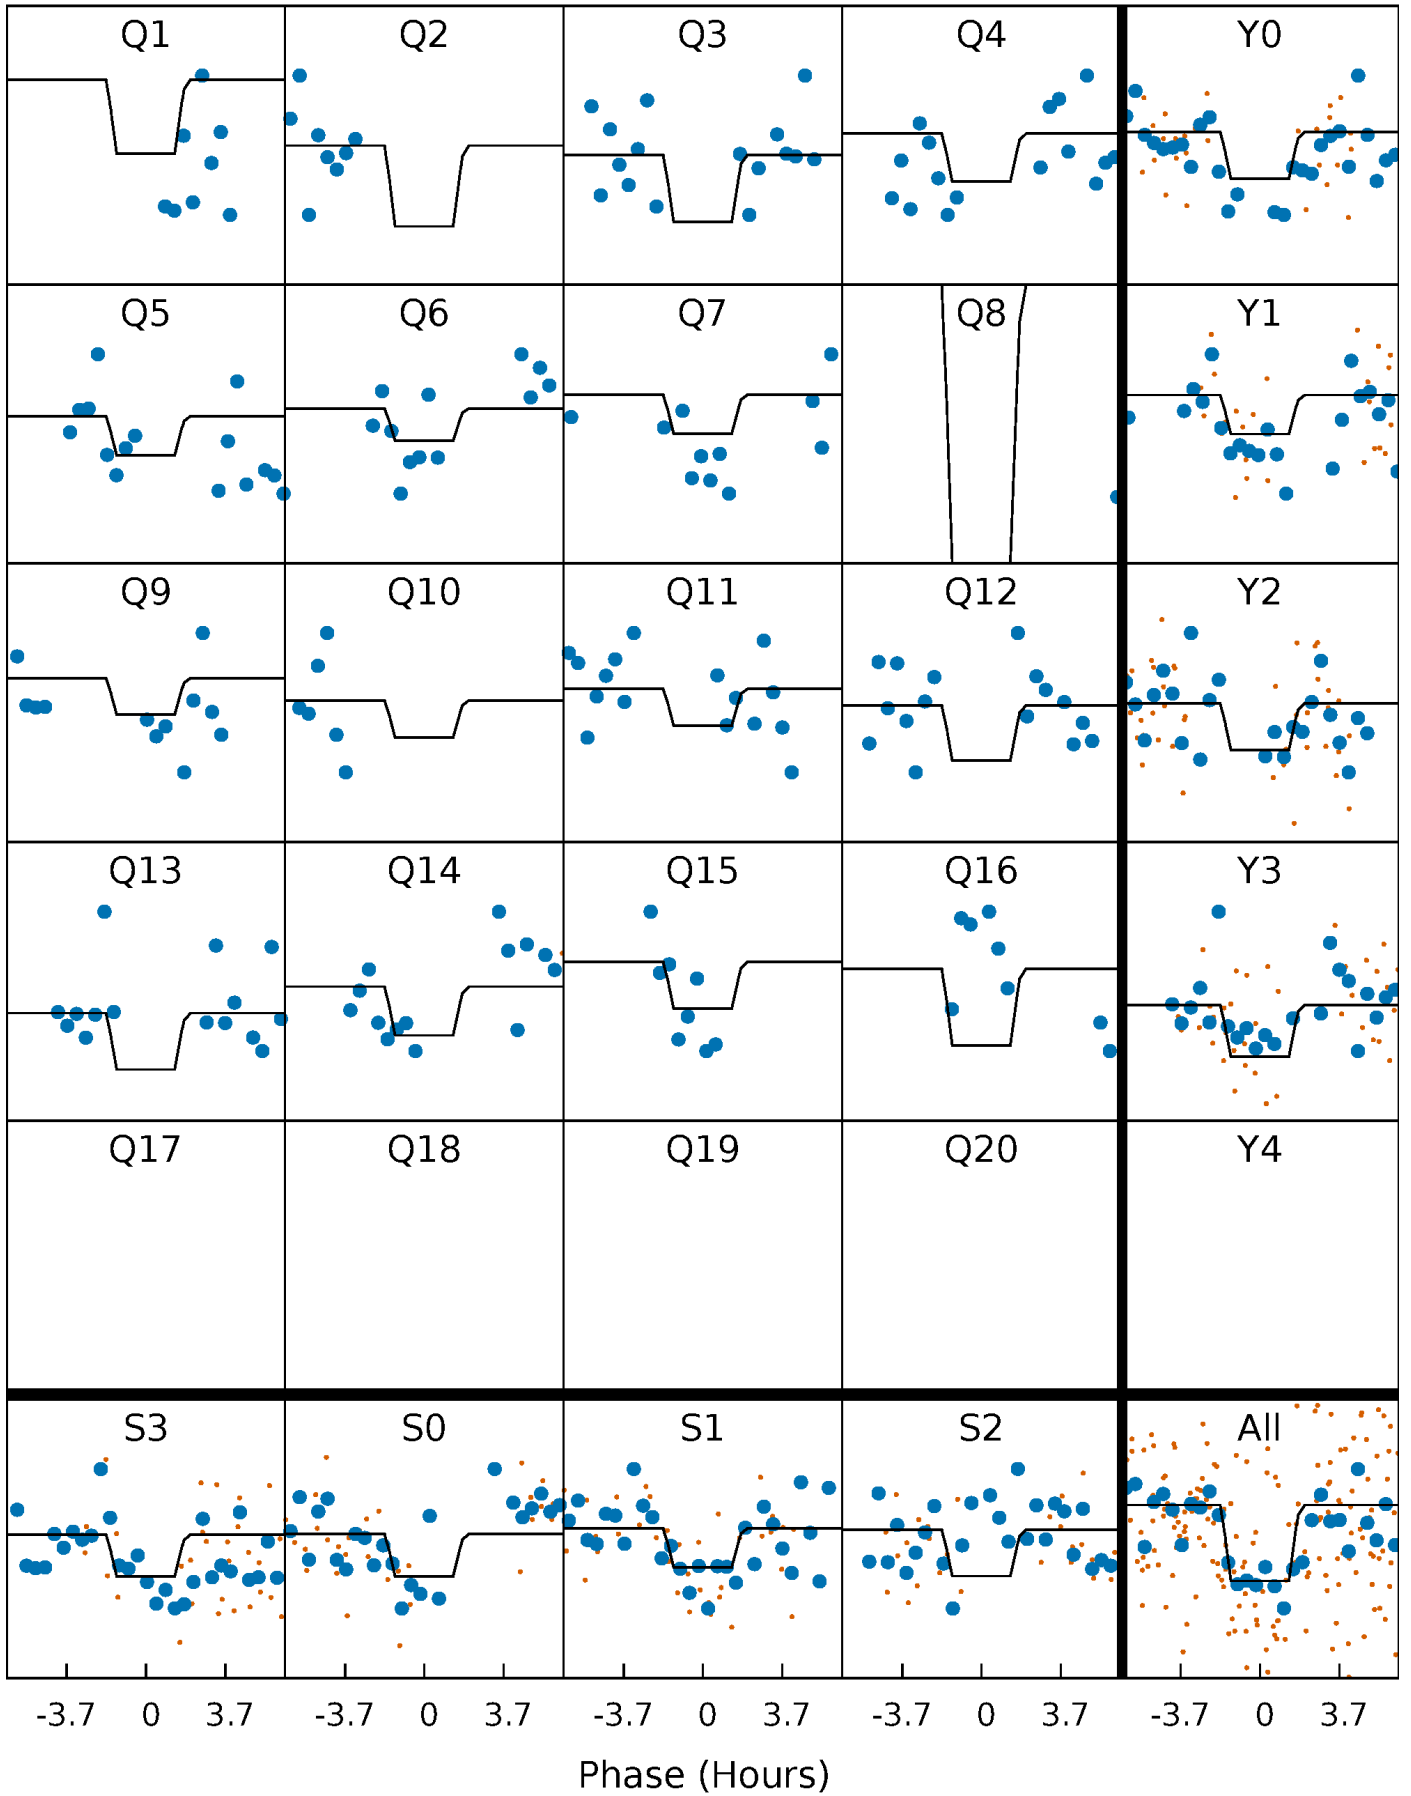 Q1 Q2 Q3 Q4 Y0
Q5 Q6 Q7 Q8 Y1
Q9 Q10 Q11 Q12 Y2
Q13 Q14 Q15 Q16 Y3
Q17 Q18 Q19 Q20 Y4
S3 S0 S1 S2 All
-3.7 0 3.7 -3.7 0 3.7 -3.7 0 3.7 -3.7 0 3.7 -3.7 0 3.7
Phase (Hours)